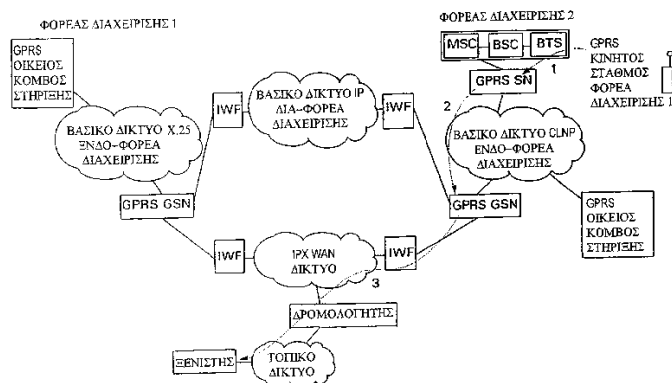 ΦΟΡΕΑΣ ΔΙΑΧΕΙΡΙΣΗΣ 1
GPRS
ΟΙΚΕΙΟΣ
ΚΟΜΒΟΣ
ΣΤΗΡΙΞΗΣ
ΒΑΣΙΚΟ ΔΙΚΤΥΟ X.25
ΞΝΔΟ-ΦΟΡΕΑ
ΔΙΑΧΕΙΡΙΣΗΣ
GPRS GSN
IWF
ΒΑΣΙΚΟ ΔΙΚΤΥΟ IP
ΔΙΑ-ΦΟΡΕΑ
ΔΙΑΧΕΙΡΙΣΗΣ
IWF
ΦΟΡΕΑΣ ΔΙΑΧΕΙΡΙΣΗΣ 2
MSC
BSC
BTS
1
GPRS
ΚΙΝΗΤΟΣ
ΣΤΑΘΜΟΣ
ΦΟΡΕΑ
ΔΙΑΧΕΙΡΙΣΗΣ 1
GPRS SN
2
ΒΑΣΙΚΟ ΔΙΚΤΥΟ CLNP
ΕΝΔΟ-ΦΟΡΕΑ
ΔΙΑΧΕΙΡΙΣΗΣ
GPRS GSN
GPRS
ΟΙΚΕΙΟΣ
ΚΟΜΒΟΣ
ΣΤΗΡΙΞΗΣ
IWF
IPX WAN
ΔΙΚΤΥΟ
IWF
3
ΔΡΟΜΟΛΟΓΗΤΗΣ
ΞΕΝΙΣΤΗΣ
ΤΟΠΙΚΟ
ΔΙΚΤΥΟ